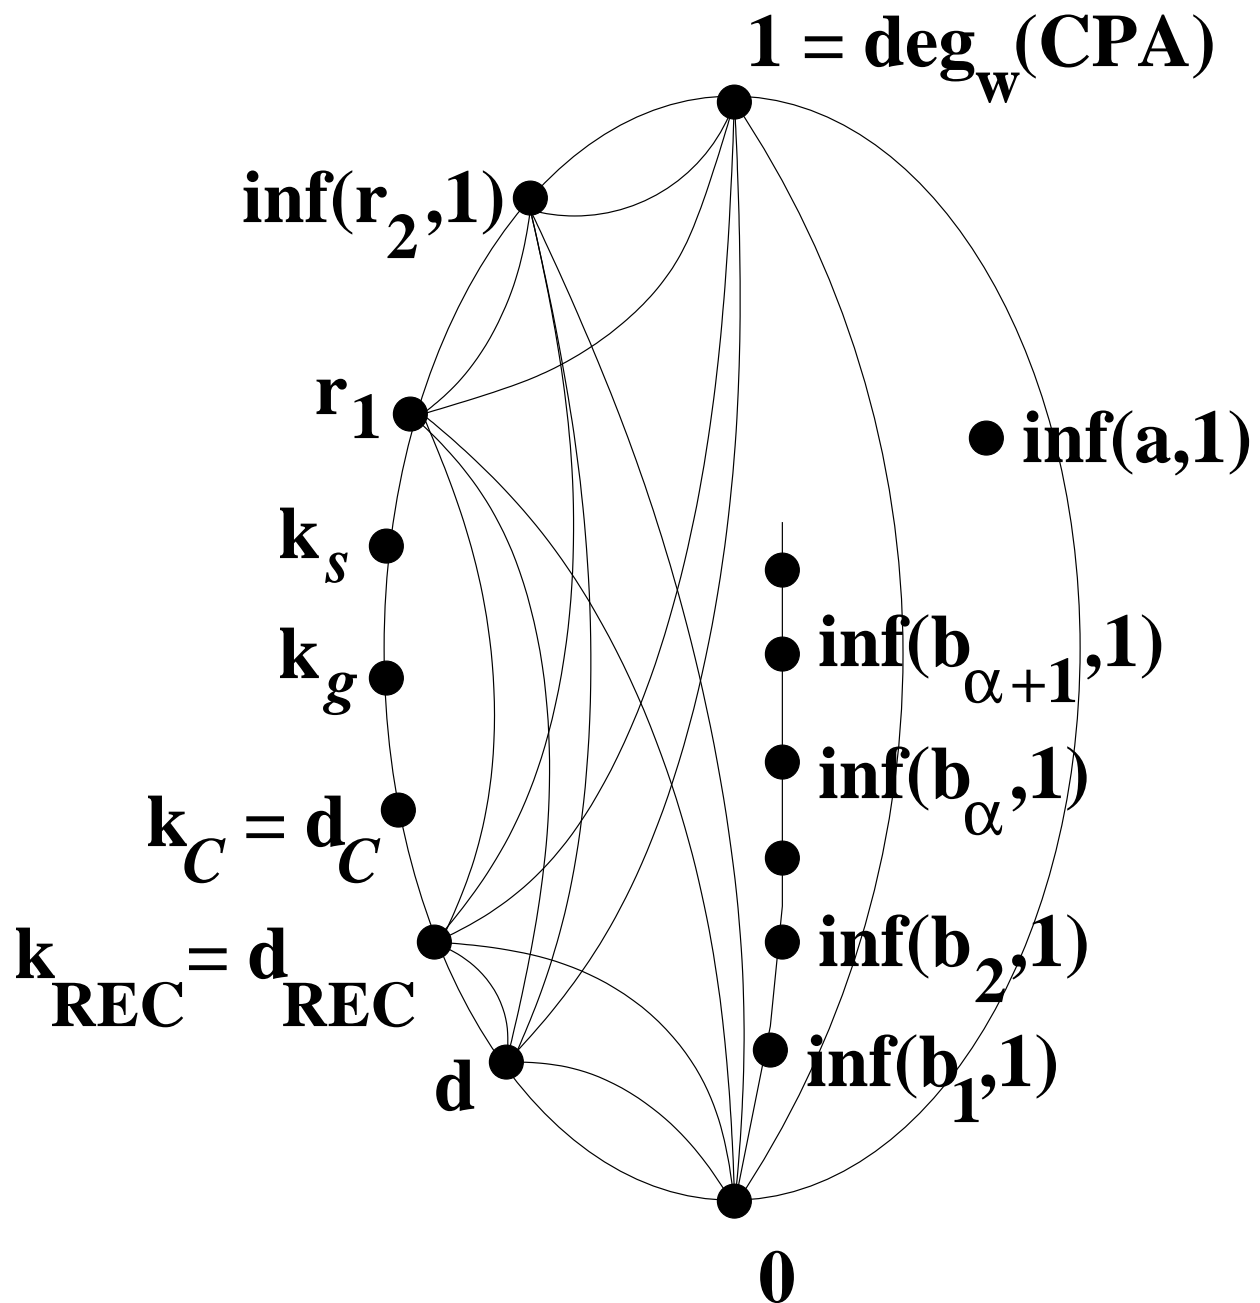 1 = deg_w(CPA)
inf(r_2,1)
r_1
inf(a,1)
k_s
inf(b_α+1,1)
k_g
inf(b_α,1)
k_C = d_C
inf(b_2,1)
k_REC = d_REC
inf(b_1,1)
d
0